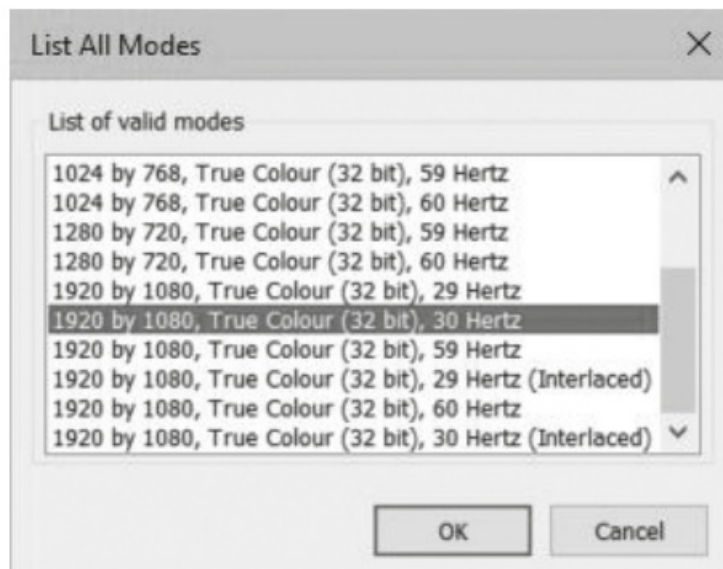 List All Modes
List of valid modes
1024 by 768, True Colour (32 bit), 59 Hertz
1024 by 768, True Colour (32 bit), 60 Hertz
1280 by 720, True Colour (32 bit), 59 Hertz
1280 by 720, True Colour (32 bit), 60 Hertz
1920 by 1080, True Colour (32 bit), 29 Hertz
1920 by 1080, True Colour (32 bit), 30 Hertz
1920 by 1080, True Colour (32 bit), 59 Hertz
1920 by 1080, True Colour (32 bit), 29 Hertz (Interlaced)
1920 by 1080, True Colour (32 bit), 60 Hertz
1920 by 1080, True Colour (32 bit), 30 Hertz (Interlaced)
OK Cancel